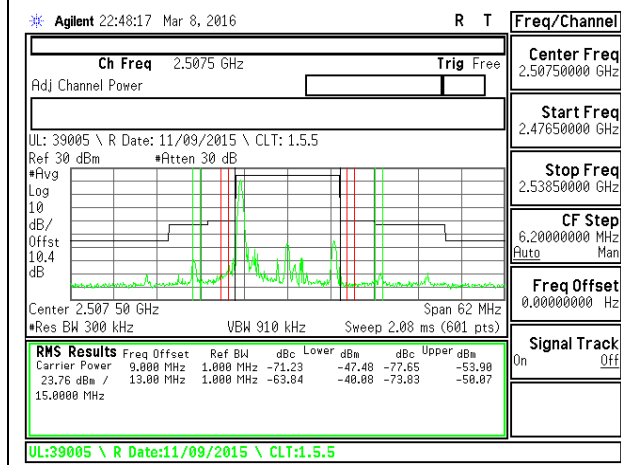 Agilent 22:48:17 Mar 8, 2016 R T
Freq/Channel
Ch Freq 2.5075 GHz Trig Free
Adj Channel Power
Center Freq
2.50750000 GHz
Start Freq
2.47650000 GHz
UL: 39005 \ R Date: 11/09/2015 \ CLT: 1.5.5
Ref 30 dBm #Atten 30 dB
#Avg
Log
10
dB/
Offst
10.4
dB
Stop Freq
2.53850000 GHz
CF Step
6.20000000 MHz
Auto Man
Freq Offset
0.00000000 Hz
Center 2.507 50 GHz Span 62 MHz
#Res BW 300 kHz VBW 910 kHz Sweep 2.08 ms (601 pts)
Signal Track
On Off
RMS Results Freq Offset Ref BW dBc Lower dBm dBc Upper dBm
Carrier Power 9.000 MHz 1.000 MHz -71.23 -47.48 -77.65 -53.90
23.76 dBm / 13.00 MHz 1.000 MHz -63.84 -40.08 -73.83 -50.07
15.0000 MHz
UL:39005 \ R Date:11/09/2015 \ CLT:1.5.5